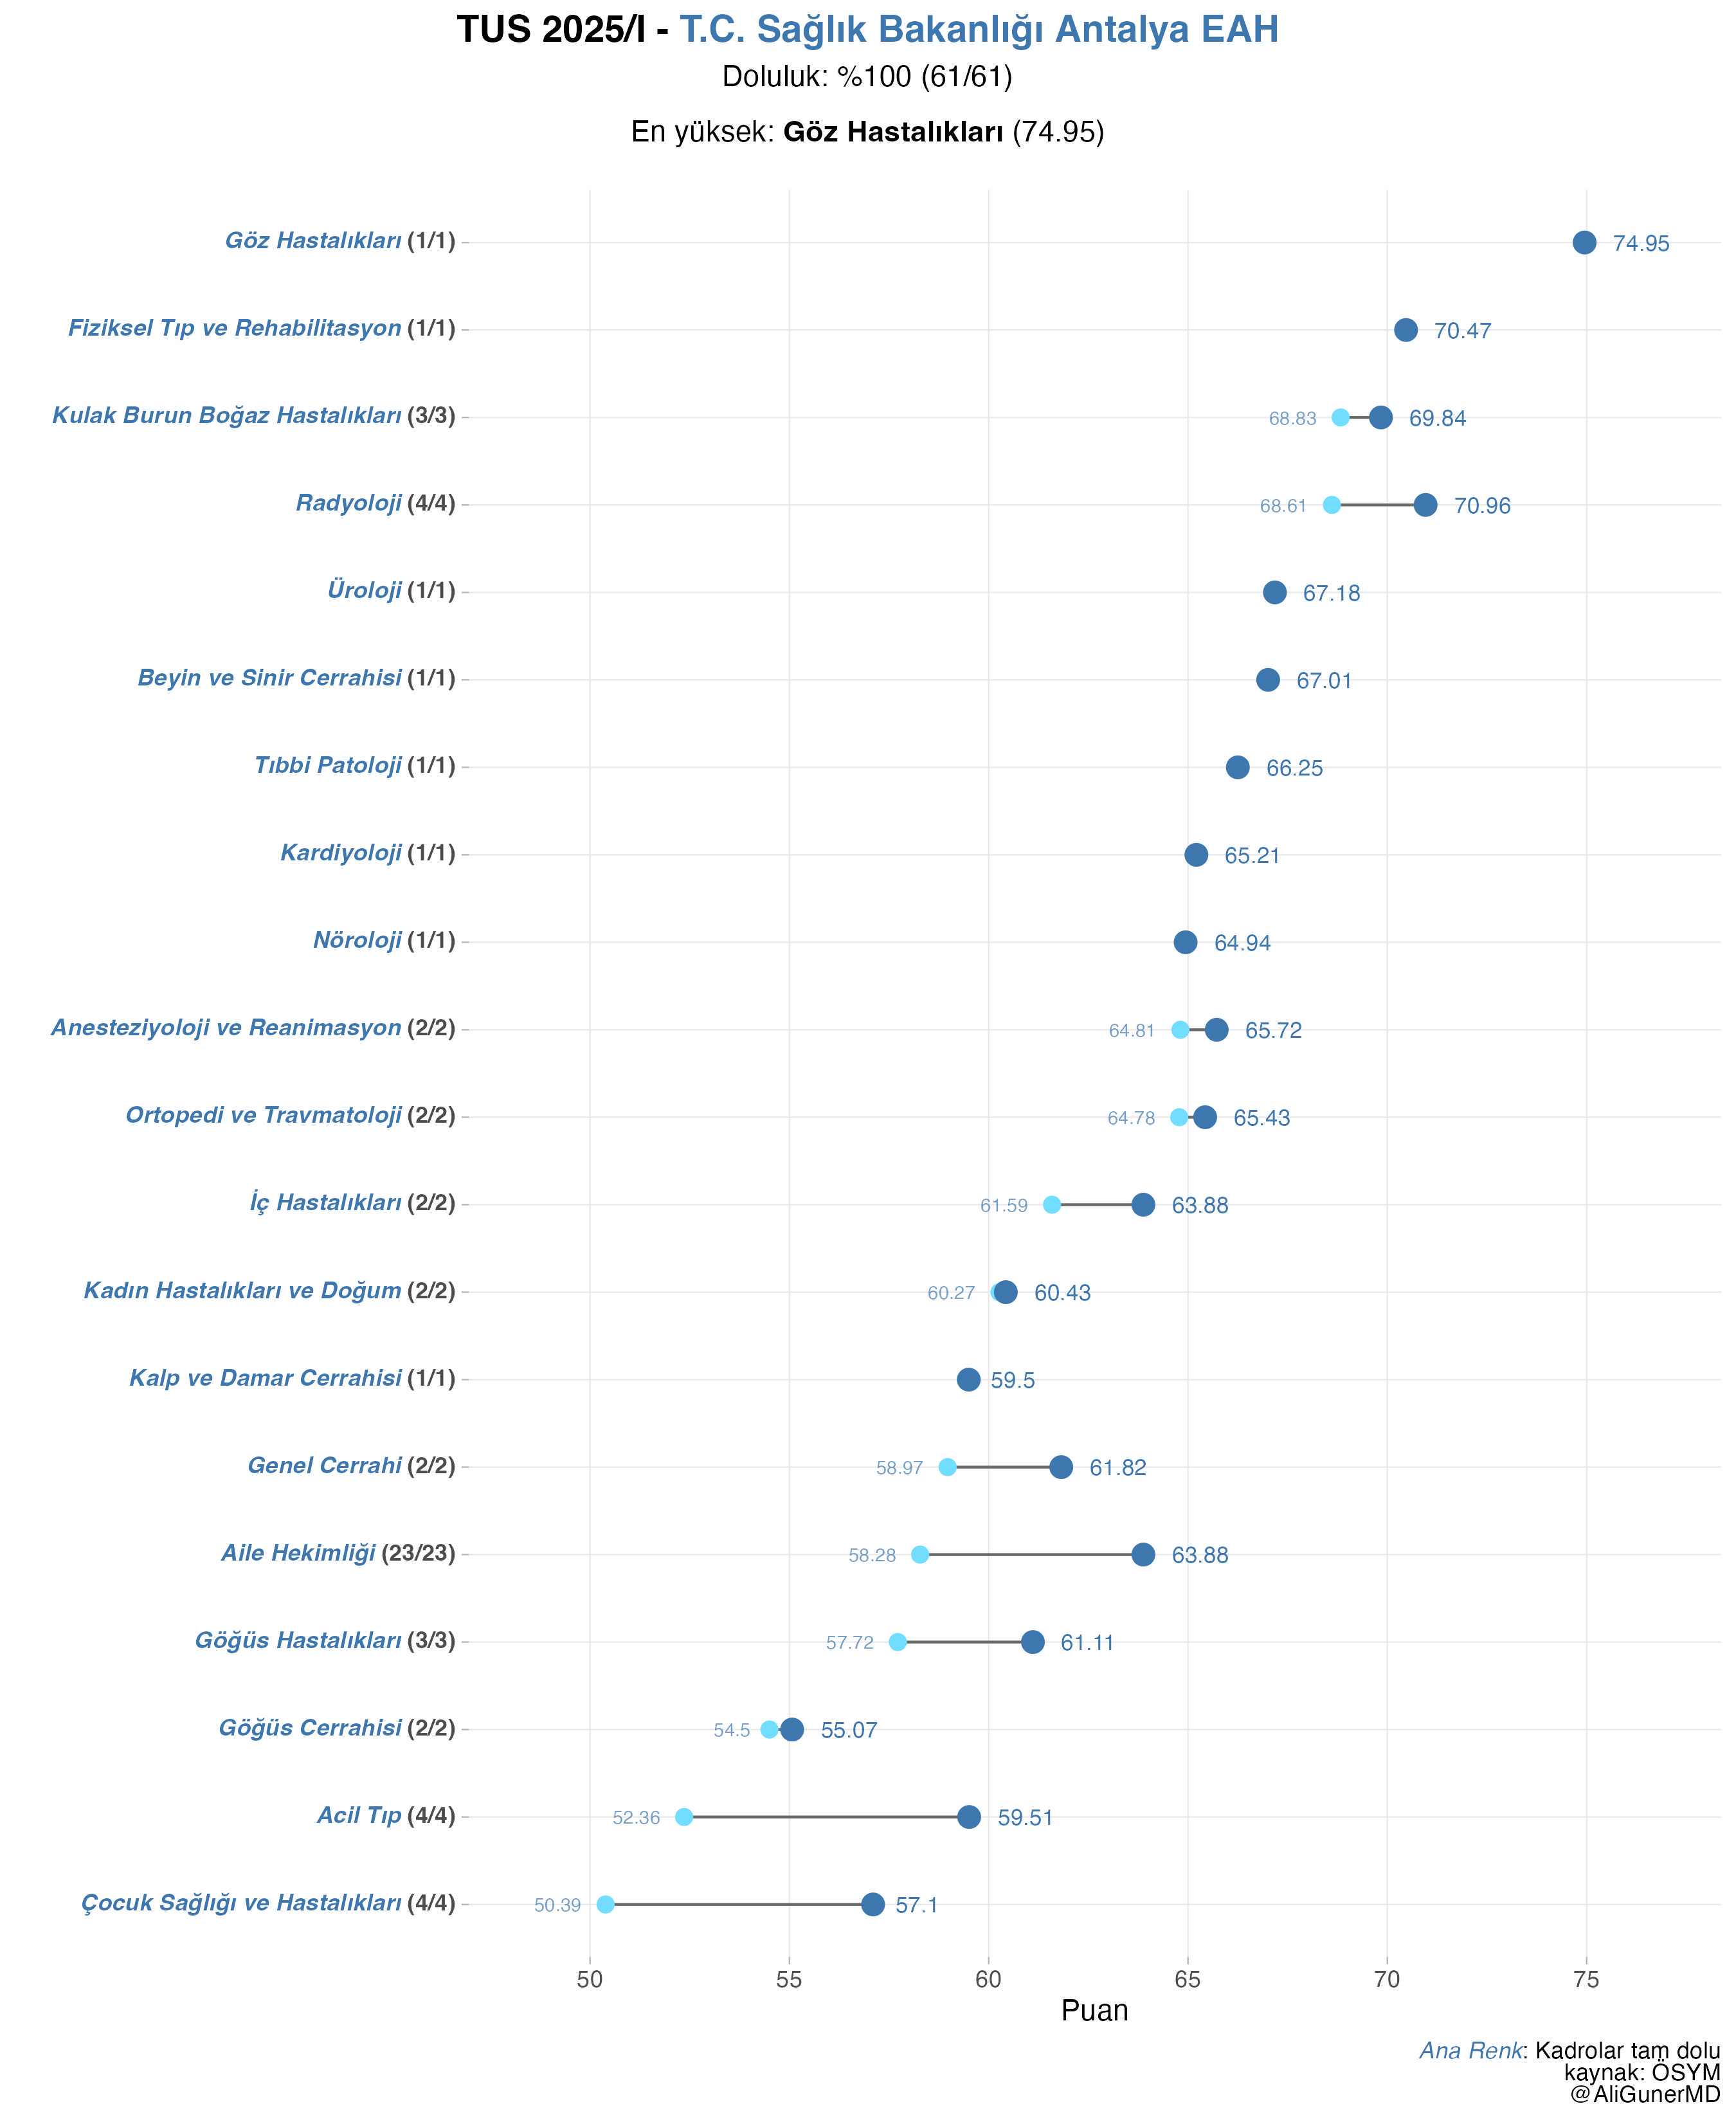 TUS 2025/I - T.C. Sağlık Bakanlığı Antalya EAH
Doluluk: %100 (61/61)
En yüksek: Göz Hastalıkları (74.95)
Göz Hastalıkları (1/1) 74.95
Fiziksel Tıp ve Rehabilitasyon (1/1) 70.47
Kulak Burun Boğaz Hastalıkları (3/3) 68.83 69.84
Radyoloji (4/4) 68.61 70.96
Üroloji (1/1) 67.18
Beyin ve Sinir Cerrahisi (1/1) 67.01
Tıbbi Patoloji (1/1) 66.25
Kardiyoloji (1/1) 65.21
Nöroloji (1/1) 64.94
Anesteziyoloji ve Reanimasyon (2/2) 64.81 65.72
Ortopedi ve Travmatoloji (2/2) 64.78 65.43
İç Hastalıkları (2/2) 61.59 63.88
Kadın Hastalıkları ve Doğum (2/2) 60.27 60.43
Kalp ve Damar Cerrahisi (1/1) 59.5
Genel Cerrahi (2/2) 58.97 61.82
Aile Hekimliği (23/23) 58.28 63.88
Göğüs Hastalıkları (3/3) 57.72 61.11
Göğüs Cerrahisi (2/2) 54.5 55.07
Acil Tıp (4/4) 52.36 59.51
Çocuk Sağlığı ve Hastalıkları (4/4) 50.39 57.1
50 55 60 65 70 75
Puan
Ana Renk: Kadrolar tam dolu
kaynak: ÖSYM
@AliGunerMD